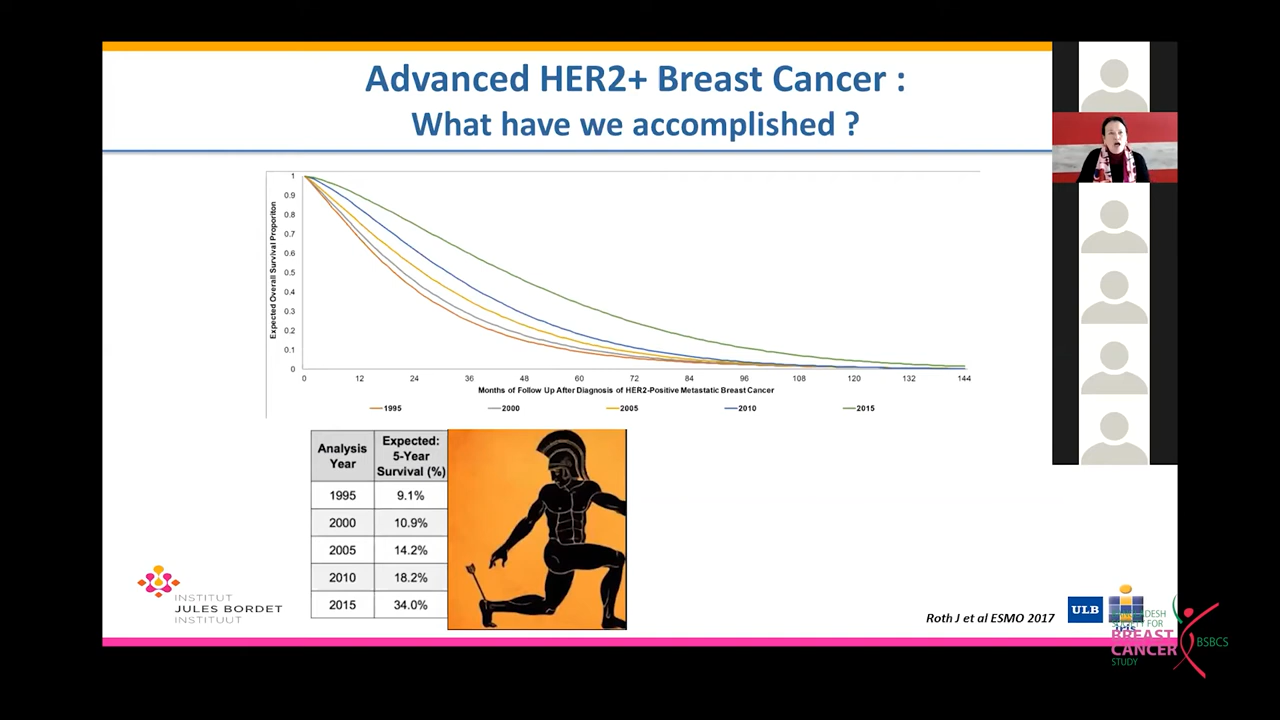 Advanced HER2+ Breast Cancer :
What have we accomplished ?
Expected Overall Survival Proporiton
1
0.9
0.8
0.7
0.6
0.5
0.4
0.3
0.2
0.1
0
0 12 24 36 48 60 72 84 96 108 120 132 144
Months of Follow Up After Diagnosis of HER2-Positive Metastatic Breast Cancer
1995 2000 2005 2010 2015
Analysis Year
Expected: 5-Year Survival (%)
1995 9.1%
2000 10.9%
2005 14.2%
2010 18.2%
2015 34.0%
INSTITUT
JULES BORDET
INSTITUUT
Roth J et al ESMO 2017
ULB
iris
DESH
SOCIETY FOR
BREAST
CANCER
STUDY
BSBCS